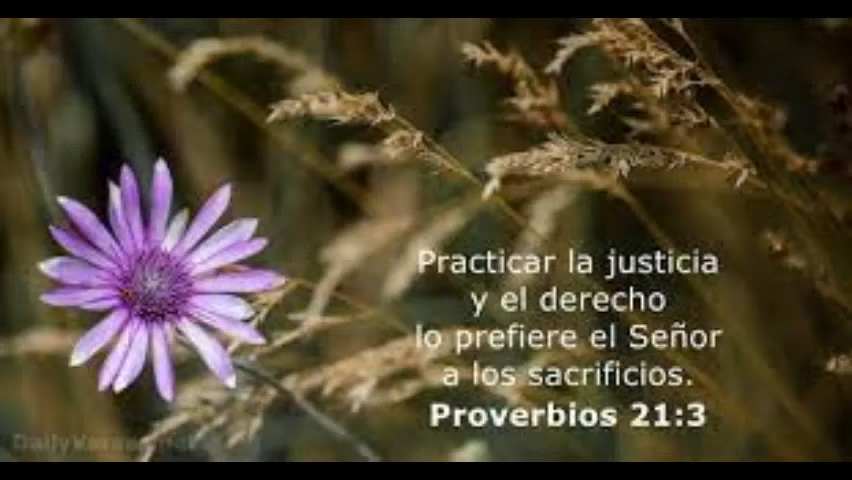 Practicar la justicia
y el derecho
lo prefiere el Señor
a los sacrificios.
Proverbios 21:3